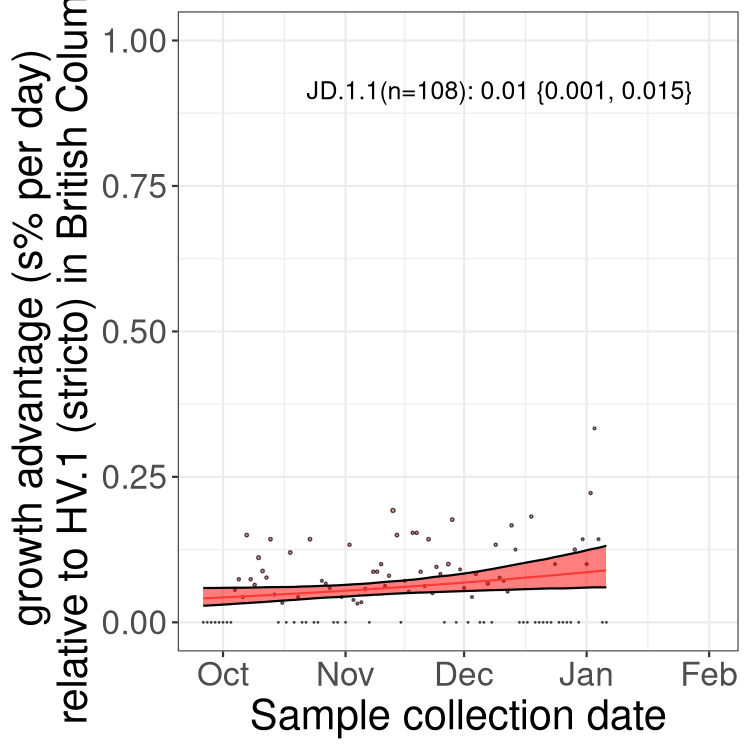 growth advantage (s% per day)
relative to HV.1 (stricto) in British Colum
1.00
0.75
0.50
0.25
0.00
JD.1.1(n=108): 0.01 {0.001, 0.015}
Oct Nov Dec Jan Feb
Sample collection date